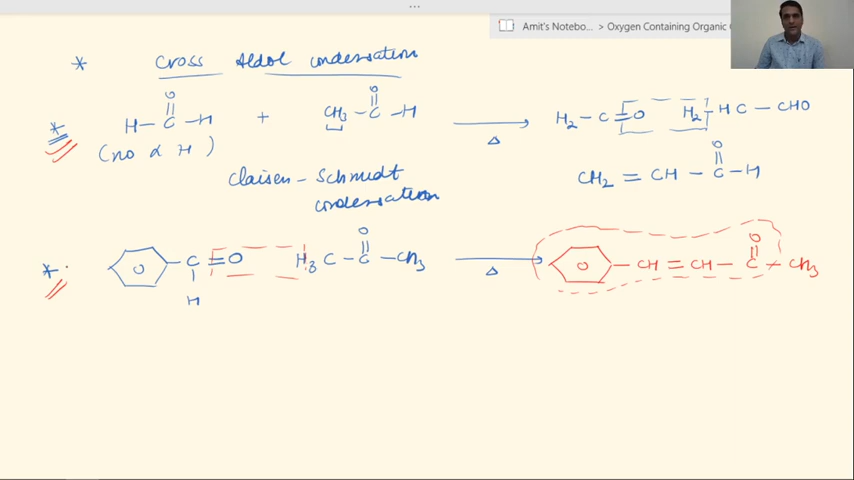 Amit's Notebo... > Oxygen Containing Organic
* Cross Aldol condensation
* H – C – H + CH3 – C – H → H2 – C = O H2 HC – CHO
O O
(no α H)
Δ
Claisen – Schmidt
condensation
CH2 = CH – C – H
O
* C = O H3 C – C – CH3 → CH = CH – C – CH3
H O Δ O